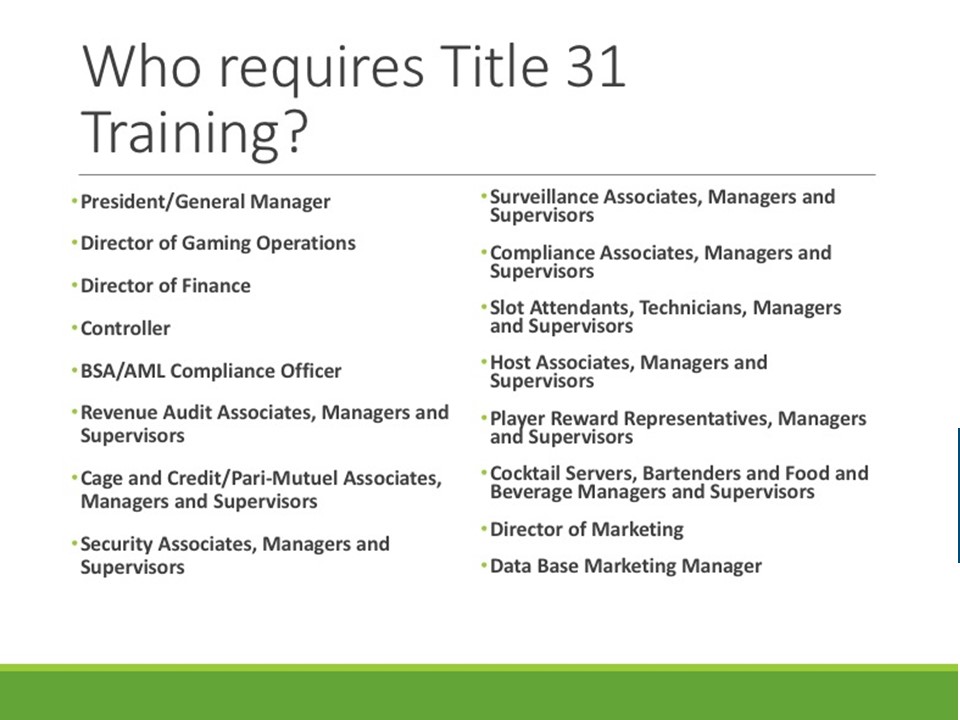 Who requires Title 31
Training?
•President/General Manager
•Director of Gaming Operations
•Director of Finance
•Controller
•BSA/AML Compliance Officer
•Revenue Audit Associates, Managers and
Supervisors
•Cage and Credit/Pari-Mutuel Associates,
Managers and Supervisors
•Security Associates, Managers and
Supervisors
•Surveillance Associates, Managers and
Supervisors
•Compliance Associates, Managers and
Supervisors
•Slot Attendants, Technicians, Managers
and Supervisors
•Host Associates, Managers and
Supervisors
•Player Reward Representatives, Managers
and Supervisors
•Cocktail Servers, Bartenders and Food and
Beverage Managers and Supervisors
•Director of Marketing
•Data Base Marketing Manager